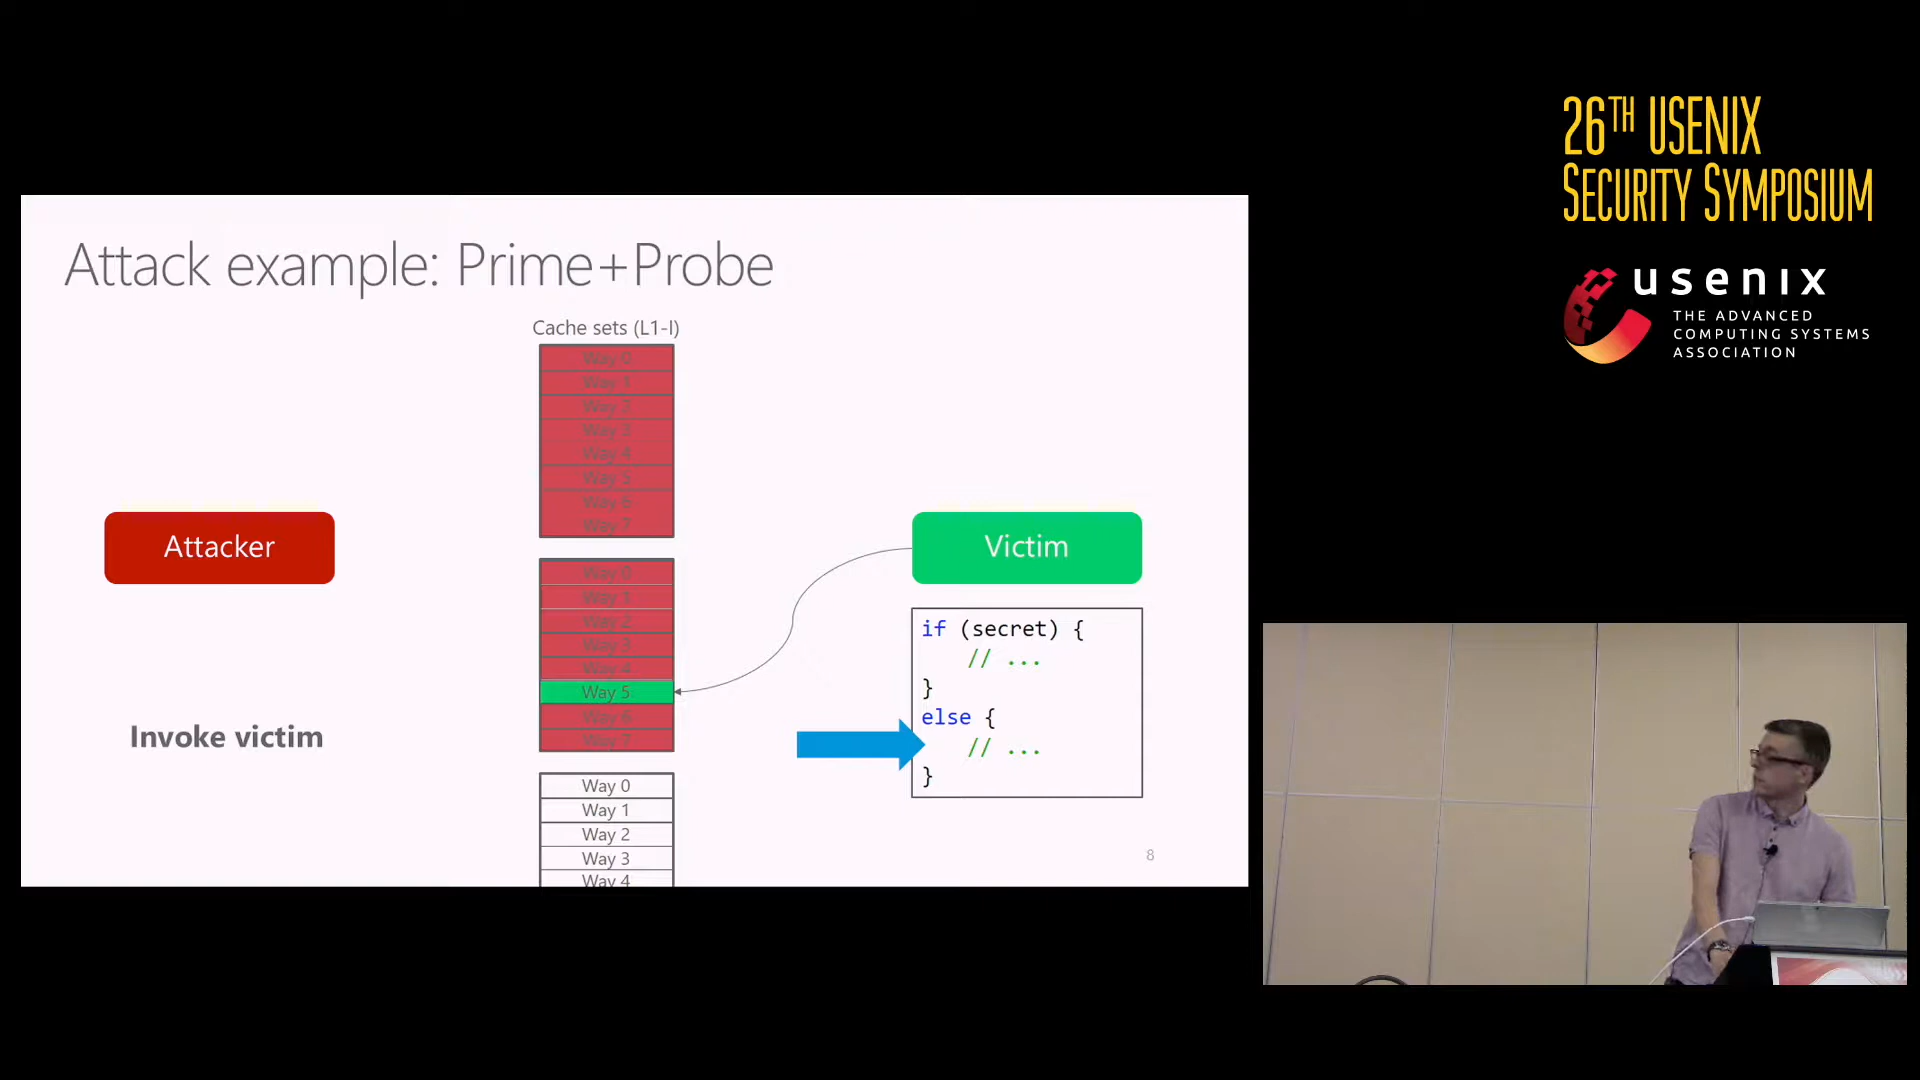 26TH USENIX
SECURITY SYMPOSIUM
usenix
THE ADVANCED
COMPUTING SYSTEMS
ASSOCIATION
Attack example: Prime+Probe
Cache sets (L1-I)
Way 0
Way 1
Way 2
Way 3
Way 4
Way 5
Way 6
Way 7
Attacker
Victim
Way 0
Way 1
Way 2
Way 3
Way 4
Way 5
Way 6
Way 7
if (secret) {
// ...
}
else {
// ...
}
Invoke victim
Way 0
Way 1
Way 2
Way 3
Way 4
8